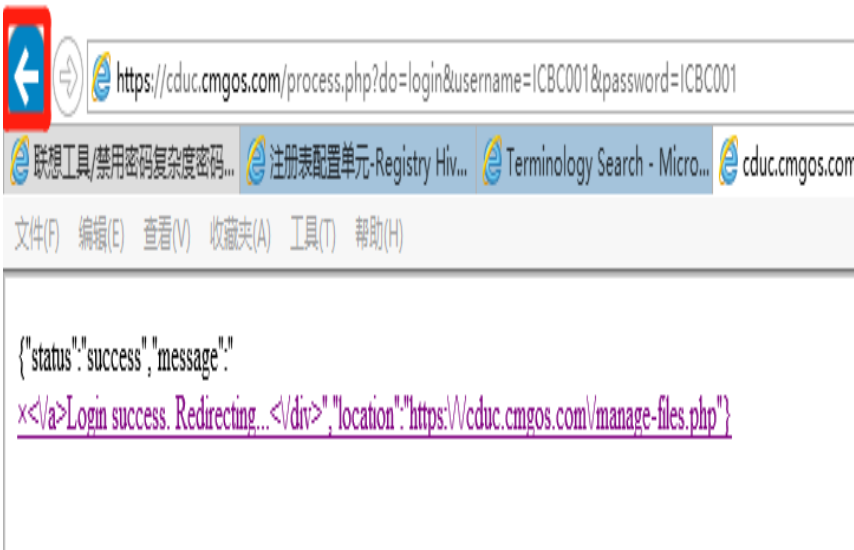 https://cduc.cmgos.com/process.php?do=login&username=ICBC001&password=ICBC001
联想工具/禁用密码复杂度密码... 注册表配置单元-Registry Hiv... Terminology Search - Micro... cduc.cmgos.com
文件(F) 编辑(E) 查看(V) 收藏夹(A) 工具(T) 帮助(H)
{"status":"success","message":"
×<\/a>Login success. Redirecting...<\/div>","location":"https:\/\/cduc.cmgos.com\/manage-files.php"}